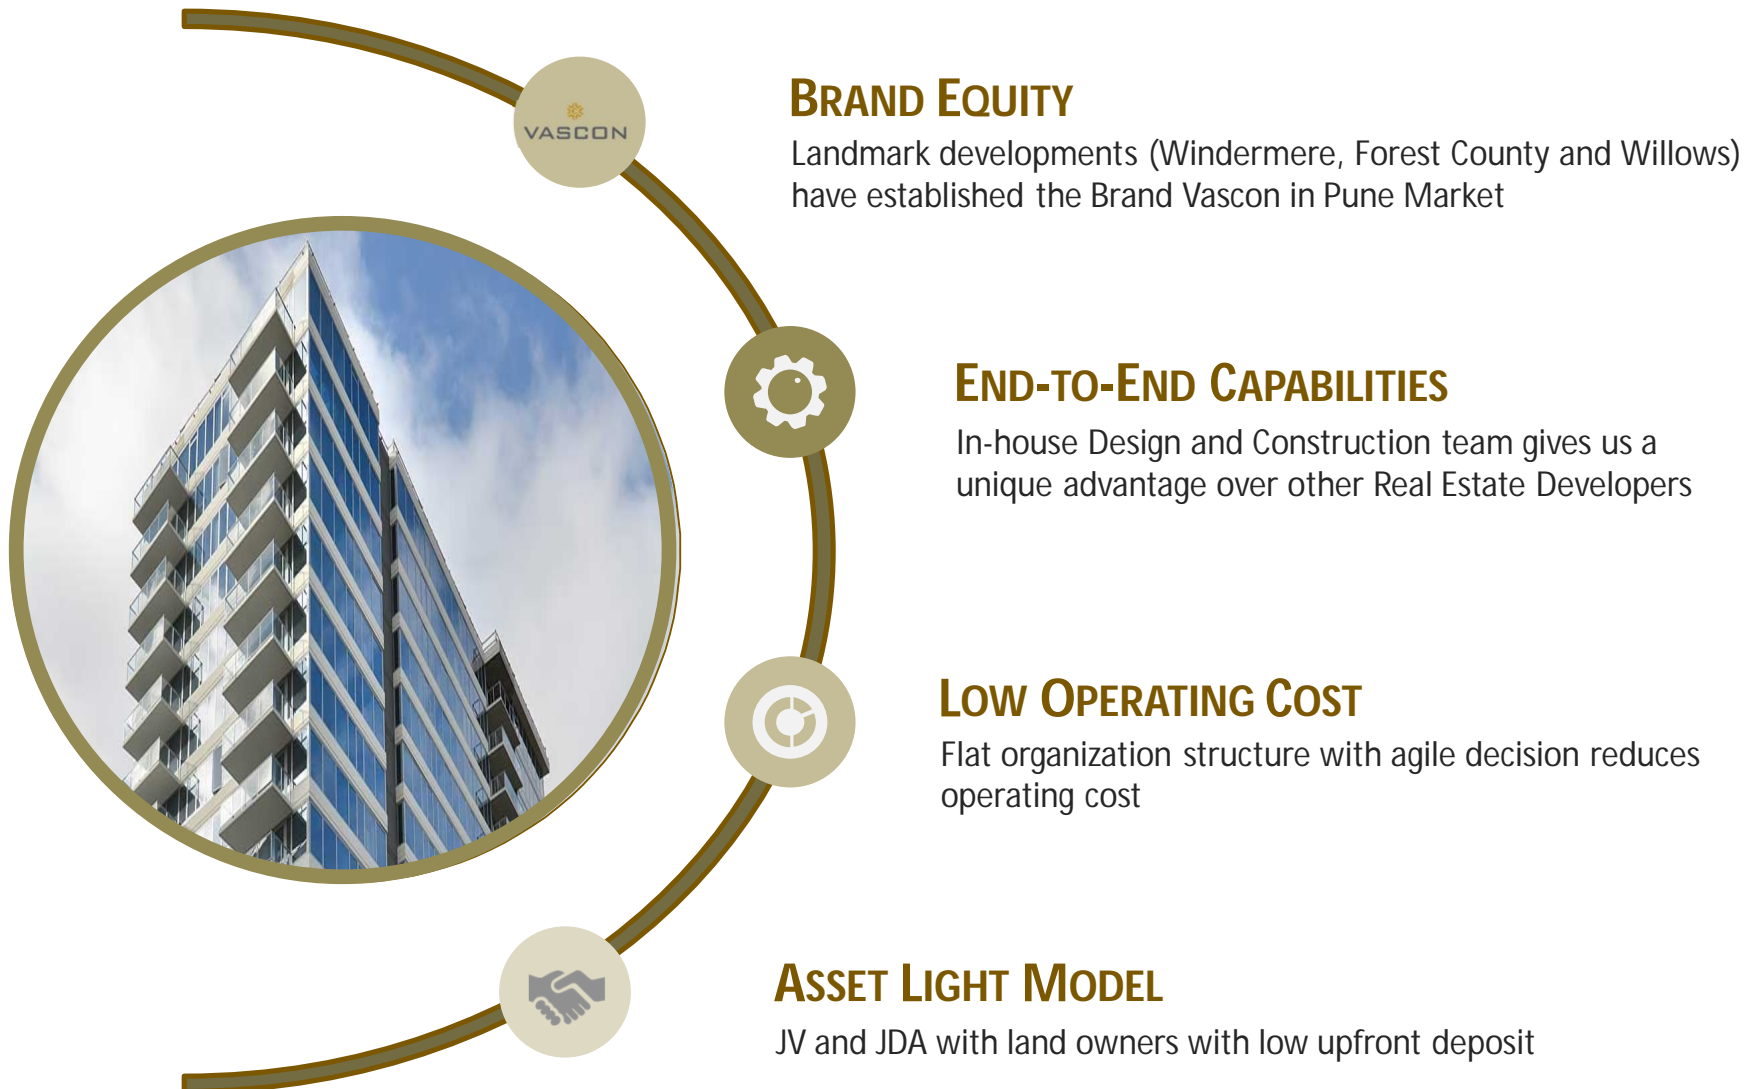 VASCON
BRAND EQUITY
Landmark developments (Windermere, Forest County and Willows)
have established the Brand Vascon in Pune Market
END-TO-END CAPABILITIES
In-house Design and Construction team gives us a
unique advantage over other Real Estate Developers
LOW OPERATING COST
Flat organization structure with agile decision reduces
operating cost
ASSET LIGHT MODEL
JV and JDA with land owners with low upfront deposit